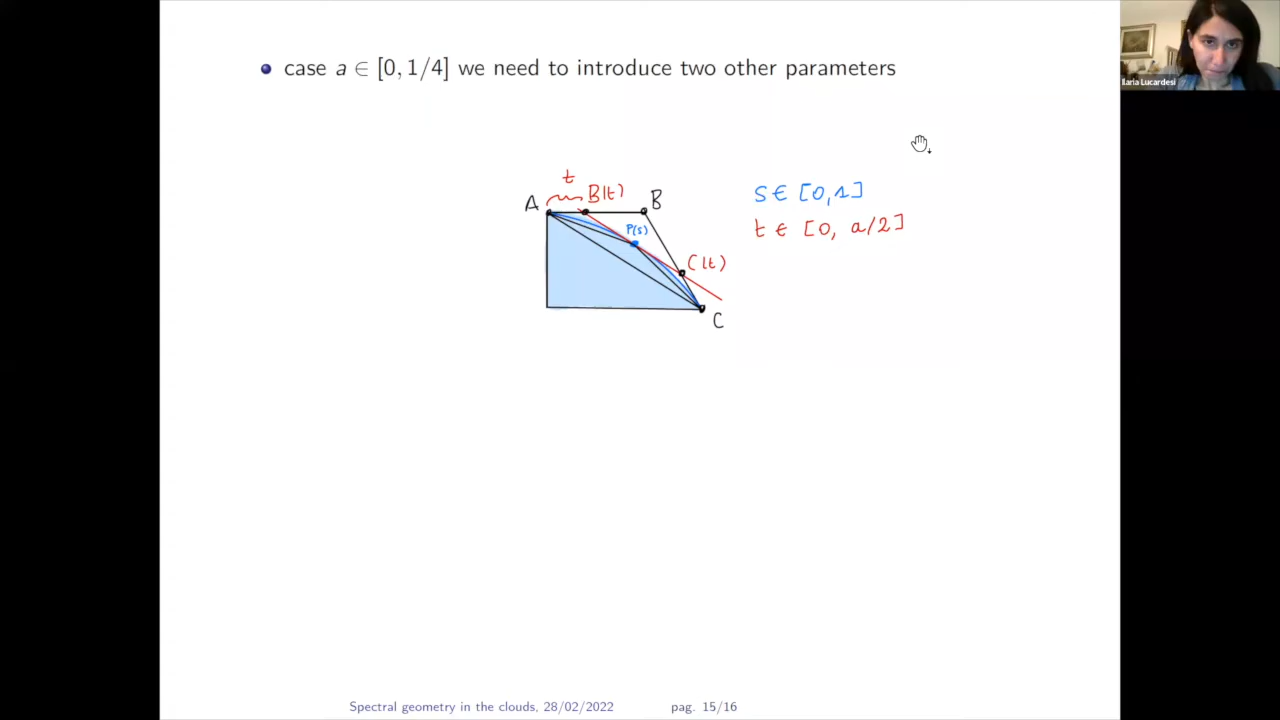 case a ∈ [0, 1/4] we need to introduce two other parameters
Ilaria Lucardesi
t
A
B(t)
B
P(s)
C(t)
C
s ∈ [0,1]
t ∈ [0, a/2]
Spectral geometry in the clouds, 28/02/2022 pag. 15/16